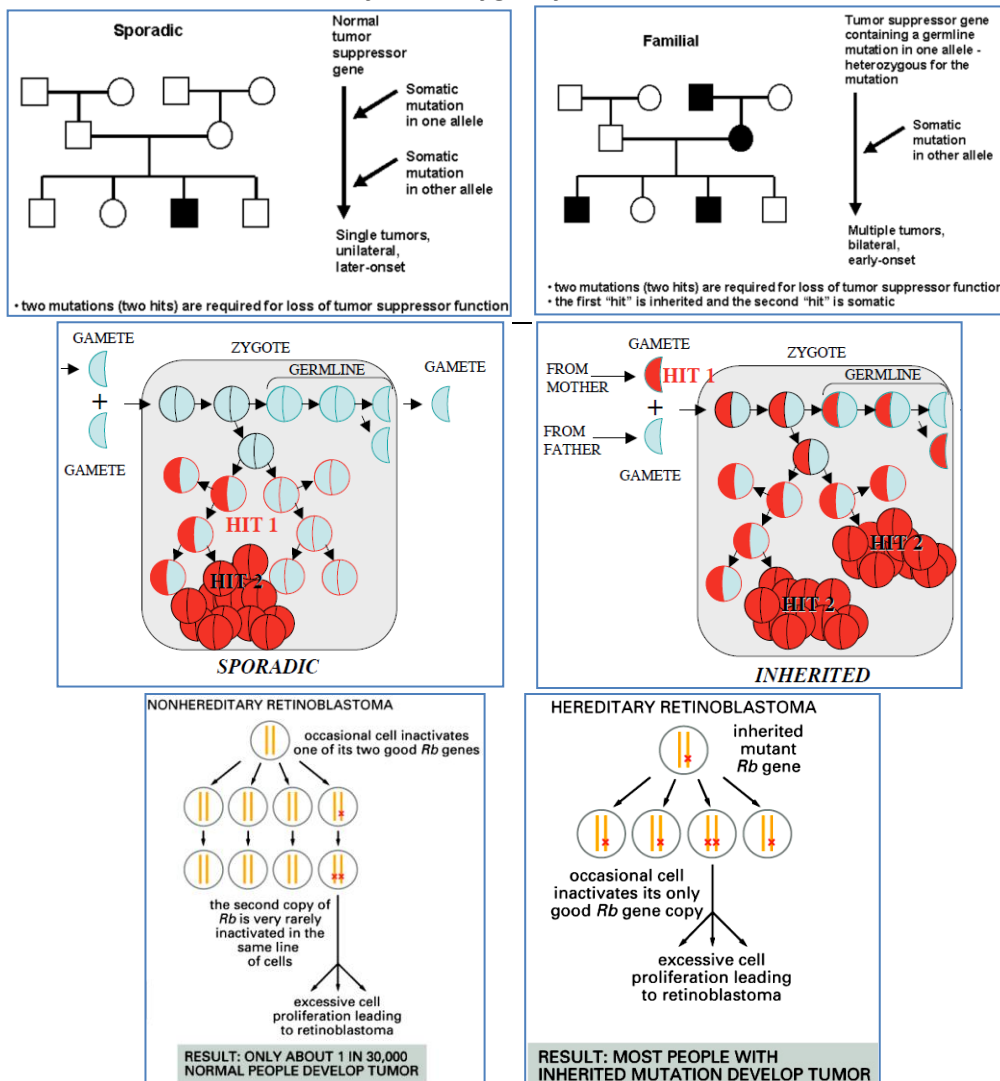 Sporadic
Normal
tumor
suppressor
gene
Somatic
mutation
in one allele
Somatic
mutation
in other allele
Single tumors,
unilateral,
later-onset
• two mutations (two hits) are required for loss of tumor suppressor function
Familial
Tumor suppressor gene
containing a germline
mutation in one allele -
heterozygous for the
mutation
Somatic
mutation
in other allele
Multiple tumors,
bilateral,
early-onset
• two mutations (two hits) are required for loss of tumor suppressor function
• the first "hit" is inherited and the second "hit" is somatic
GAMETE
ZYGOTE
GERMLINE
GAMETE
+
GAMETE
HIT 1
HIT 2
SPORADIC
GAMETE
ZYGOTE
FROM
MOTHER
HIT 1
GERMLINE
+
FROM
FATHER
GAMETE
HIT 2
HIT 2
INHERITED
NONHEREDITARY RETINOBLASTOMA
occasional cell inactivates
one of its two good Rb genes
the second copy of
Rb is very rarely
inactivated in the
same line
of cells
excessive cell
proliferation leading
to retinoblastoma
RESULT: ONLY ABOUT 1 IN 30,000
NORMAL PEOPLE DEVELOP TUMOR
HEREDITARY RETINOBLASTOMA
inherited
mutant
Rb gene
occasional cell
inactivates its only
good Rb gene copy
excessive cell
proliferation leading
to retinoblastoma
RESULT: MOST PEOPLE WITH
INHERITED MUTATION DEVELOP TUMOR